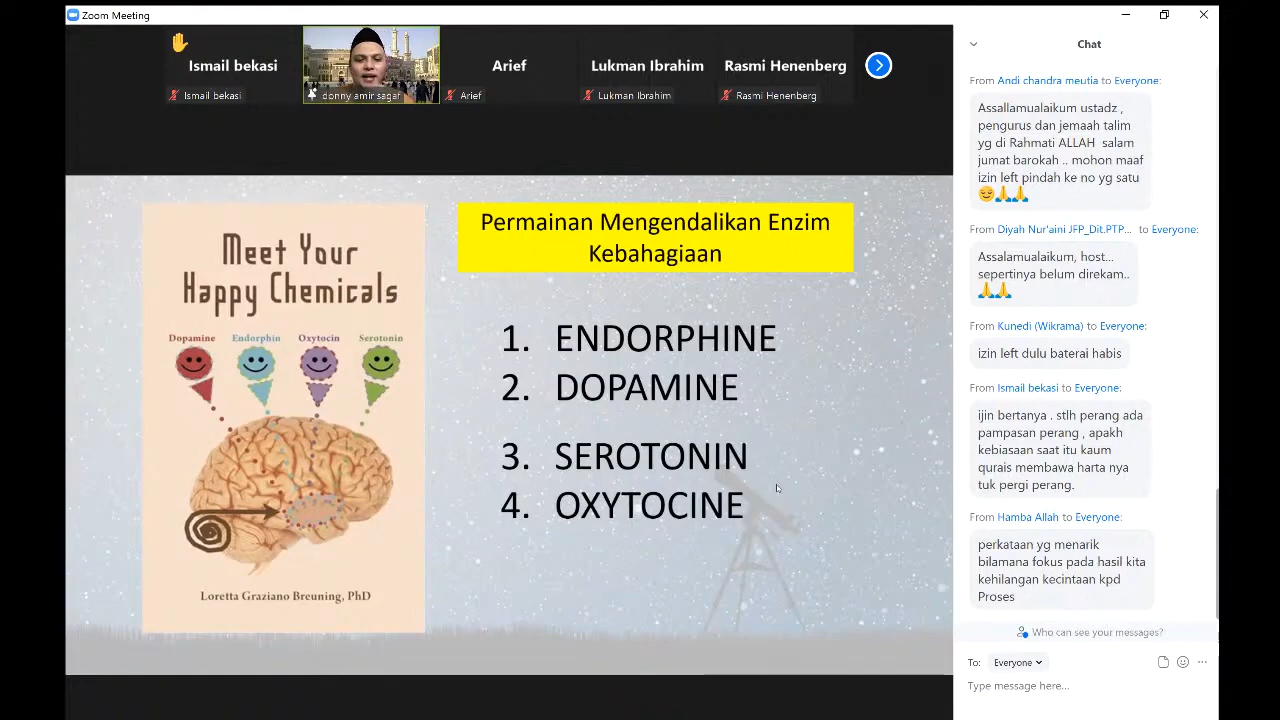 Zoom Meeting
Ismail bekasi
Ismail bekasi
donny amir sagaf
Arief
Arief
Lukman Ibrahim
Lukman Ibrahim
Rasmi Henenberg
Rasmi Henenberg
Meet Your
Happy Chemicals
Dopamine Endorphin Oxytocin Serotonin
Loretta Graziano Breuning, PhD
Permainan Mengendalikan Enzim
Kebahagiaan
1. ENDORPHINE
2. DOPAMINE
3. SEROTONIN
4. OXYTOCINE
Chat
From Andi chandra meutia to Everyone:
Assallamualaikum ustadz ,
pengurus dan jemaah talim
yg di Rahmati ALLAH salam
jumat barokah .. mohon maaf
izin left pindah ke no yg satu
😌🙏🙏
From Diyah Nur'aini JFP_Dit.PTP... to Everyone:
Assalamualaikum, host...
sepertinya belum direkam..
🙏🙏
From Kunedi (Wikrama) to Everyone:
izin left dulu baterai habis
From Ismail bekasi to Everyone:
ijin bertanya . stlh perang ada
pampasan perang , apakh
kebiasaan saat itu kaum
qurais membawa harta nya
tuk pergi perang.
From Hamba Allah to Everyone:
perkataan yg menarik
bilamana fokus pada hasil kita
kehilangan kecintaan kpd
Proses
Who can see your messages?
To: Everyone
Type message here...